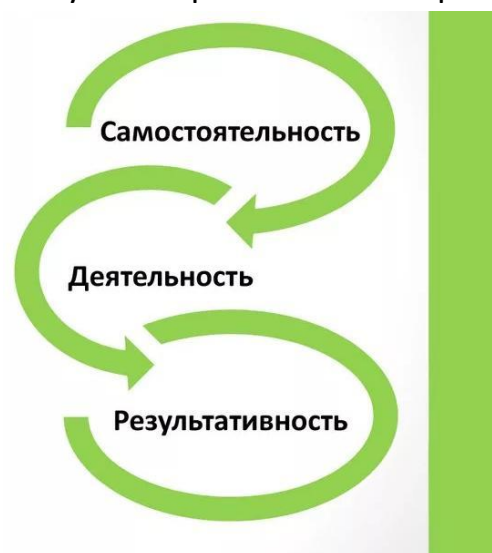 Самостоятельность
Деятельность
Результативность